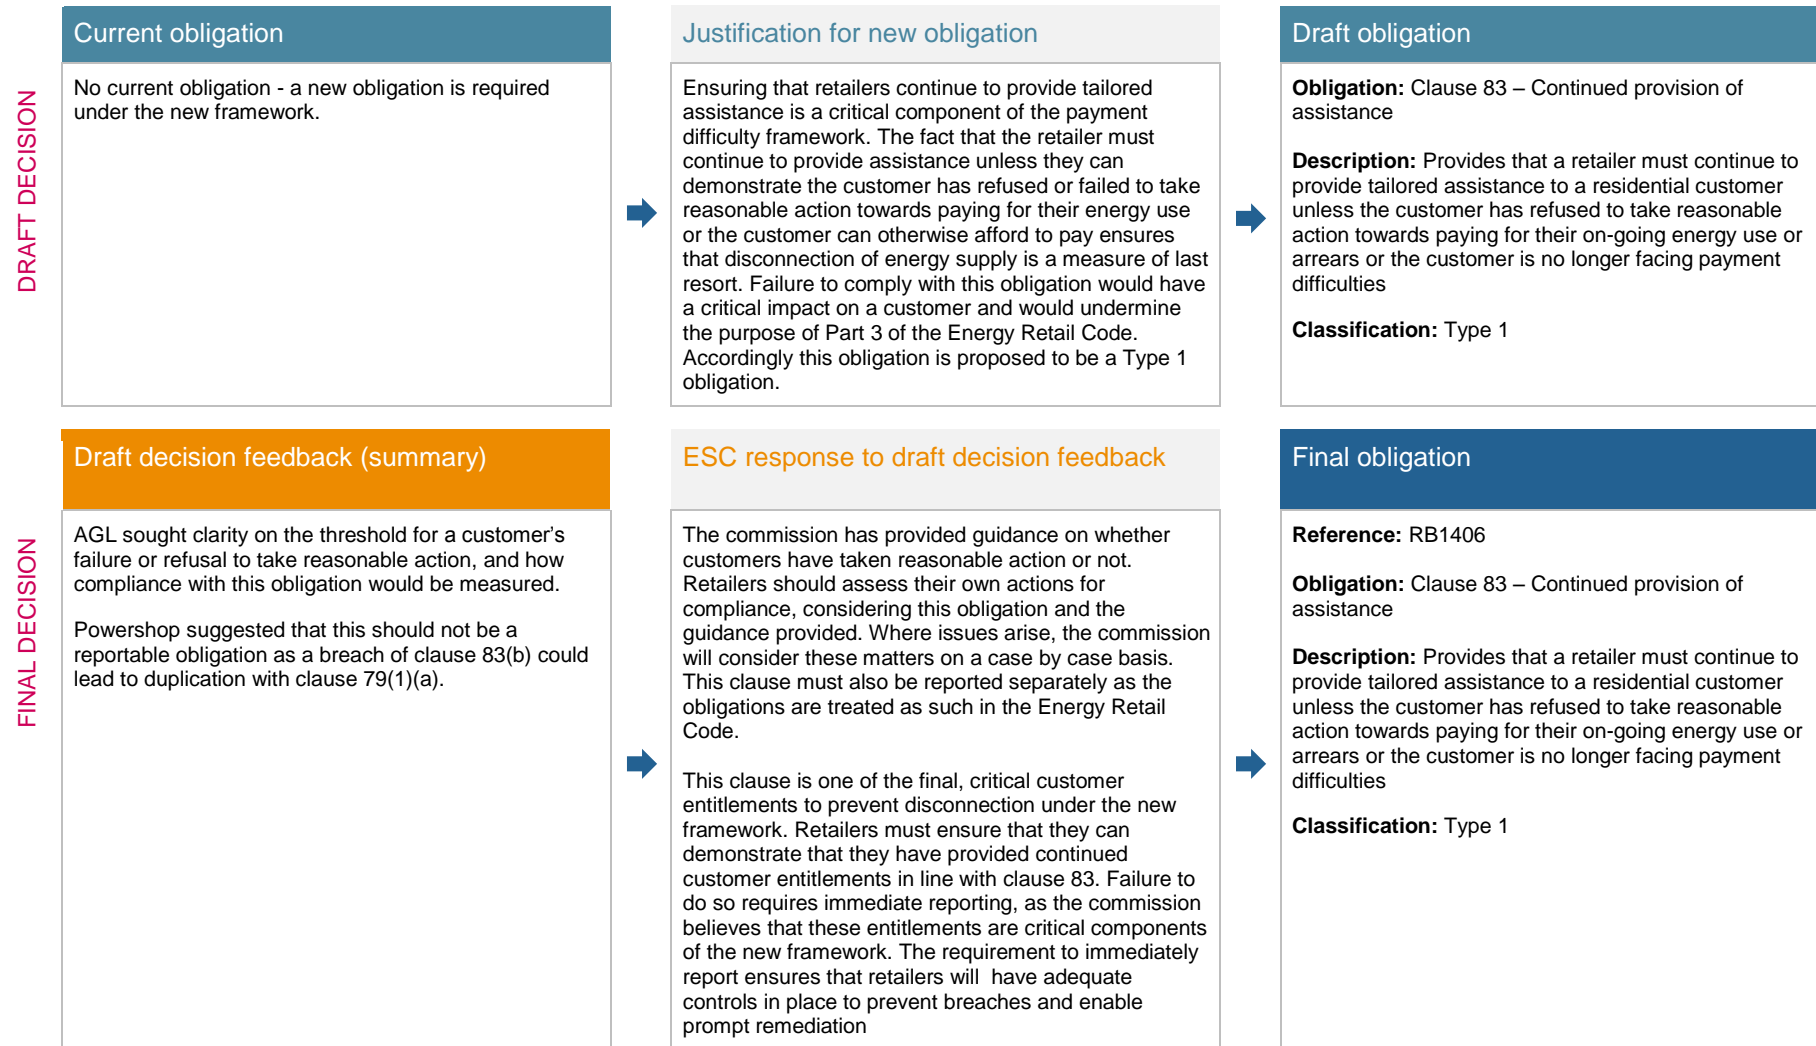 DRAFT DECISION
Current obligation
No current obligation - a new obligation is required
under the new framework.
Justification for new obligation
Ensuring that retailers continue to provide tailored
assistance is a critical component of the payment
difficulty framework. The fact that the retailer must
continue to provide assistance unless they can
demonstrate the customer has refused or failed to take
reasonable action towards paying for their energy use
or the customer can otherwise afford to pay ensures
that disconnection of energy supply is a measure of last
resort. Failure to comply with this obligation would have
a critical impact on a customer and would undermine
the purpose of Part 3 of the Energy Retail Code.
Accordingly this obligation is proposed to be a Type 1
obligation.
Draft obligation
Obligation: Clause 83 – Continued provision of
assistance
Description: Provides that a retailer must continue to
provide tailored assistance to a residential customer
unless the customer has refused to take reasonable
action towards paying for their on-going energy use or
arrears or the customer is no longer facing payment
difficulties
Classification: Type 1
FINAL DECISION
Draft decision feedback (summary)
AGL sought clarity on the threshold for a customer’s
failure or refusal to take reasonable action, and how
compliance with this obligation would be measured.
Powershop suggested that this should not be a
reportable obligation as a breach of clause 83(b) could
lead to duplication with clause 79(1)(a).
ESC response to draft decision feedback
The commission has provided guidance on whether
customers have taken reasonable action or not.
Retailers should assess their own actions for
compliance, considering this obligation and the
guidance provided. Where issues arise, the commission
will consider these matters on a case by case basis.
This clause must also be reported separately as the
obligations are treated as such in the Energy Retail
Code.
This clause is one of the final, critical customer
entitlements to prevent disconnection under the new
framework. Retailers must ensure that they can
demonstrate that they have provided continued
customer entitlements in line with clause 83. Failure to
do so requires immediate reporting, as the commission
believes that these entitlements are critical components
of the new framework. The requirement to immediately
report ensures that retailers will  have adequate
controls in place to prevent breaches and enable
prompt remediation
Final obligation
Reference: RB1406
Obligation: Clause 83 – Continued provision of
assistance
Description: Provides that a retailer must continue to
provide tailored assistance to a residential customer
unless the customer has refused to take reasonable
action towards paying for their on-going energy use or
arrears or the customer is no longer facing payment
difficulties
Classification: Type 1